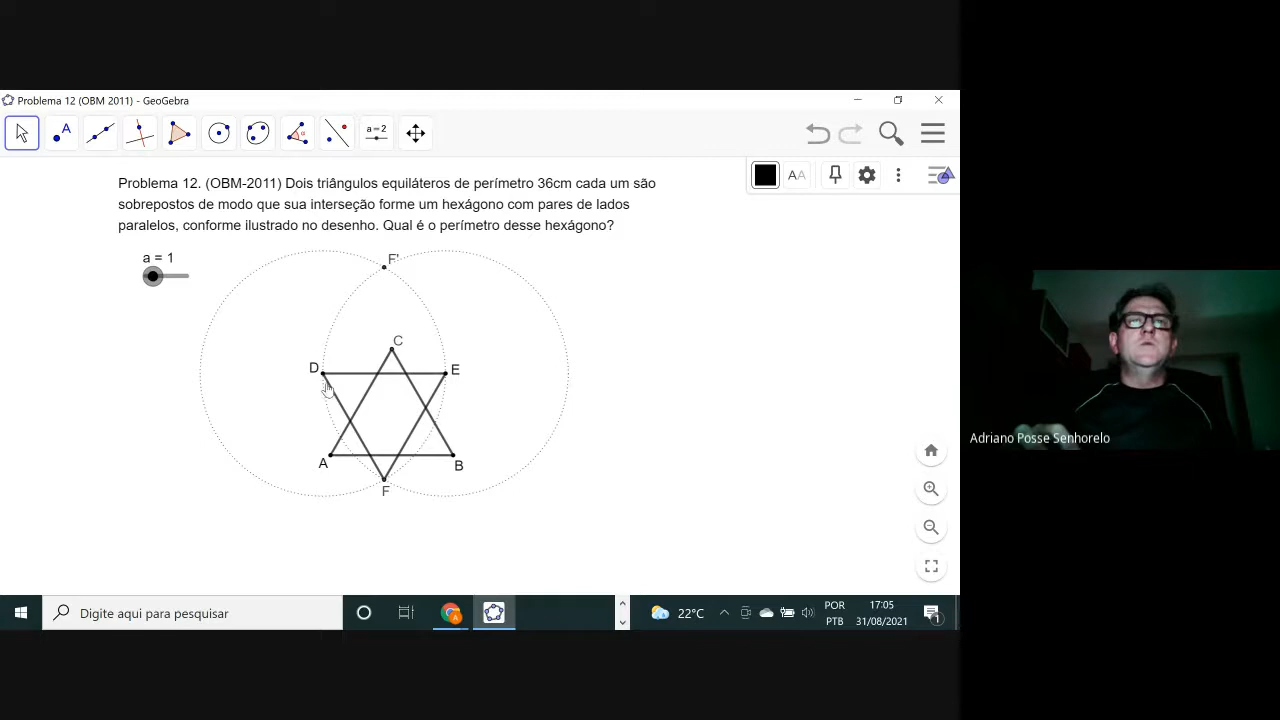 Problema 12 (OBM 2011) - GeoGebra
A
a=2
Problema 12. (OBM-2011) Dois triângulos equiláteros de perímetro 36cm cada um são
sobrepostos de modo que sua interseção forme um hexágono com pares de lados
paralelos, conforme ilustrado no desenho. Qual é o perímetro desse hexágono?
AA
a = 1
F'
C
D
E
A
B
F
Adriano Posse Senhorelo
Digite aqui para pesquisar
22°C
POR
PTB
17:05
31/08/2021
1